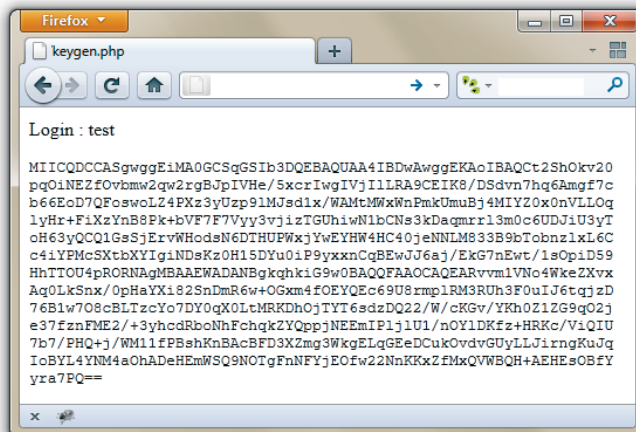 Firefox
keygen.php
Login : test
MIICQDCCASgwggEiMA0GCSqGSIb3DQEBAQUAA4IBDwAwggEKAoIBAQCt2ShOkv20
pqOiNEZfOvbmw2qw2rgBJpIVHe/5xcrIwgIVjIlLRA9CEIK8/DSdvn7hq6Amgf7c
b66EoD7QFoswoLZ4PXz3yUzp9lMJsd1x/WAMtMWxWnPmkUmuBj4MIYZ0x0nVLLOq
lyHr+FiXzYnB8Pk+bVF7F7Vyy3vjizTGUhiwN1bCNs3kDaqmrrl3m0c6UDJiU3yT
oH63yQCQ1GsSjErvWHodsN6DTHUPWxjYwEYHW4HC40jeNNLM833B9bTobnzlxL6C
c4iYPMcSXtbXYIgiNDsKz0H15DYu0iP9yxxnCqBEwJJ6aj/EkG7nEwt/1sOpiD59
HhTTOU4pRORNAgMBAAEWADANBgkqhkiG9w0BAQQFAAOCAQEARvvm1VNo4WkeZXvx
Aq0LkSnx/0pHaYXi82SnDmR6w+OGxm4fOEYQEc69U8rmplRM3RUh3F0uIJ6tqjzD
76B1w7O8cBLTzcYo7DY0qX0LtMRKDhOjTYT6sdzDQ22/W/cKGv/YKh0Z1ZG9qO2j
e37fznFME2/+3yhcdRboNhFchqkZYQppjNEEmIPljlU1/nOYlDKfz+HRKc/ViQIU
7b7/PHQ+j/WM11fPBshKnBAcBFD3XZmg3WkgELqGEeDCukOvdvGUyLLJirngKuJq
IoBYL4YNM4aOhADeHEmWSQ9NOTgFnNFYjEOfw22NnKKxZfMxQVWBQH+AEHEsOBfY
yra7PQ==